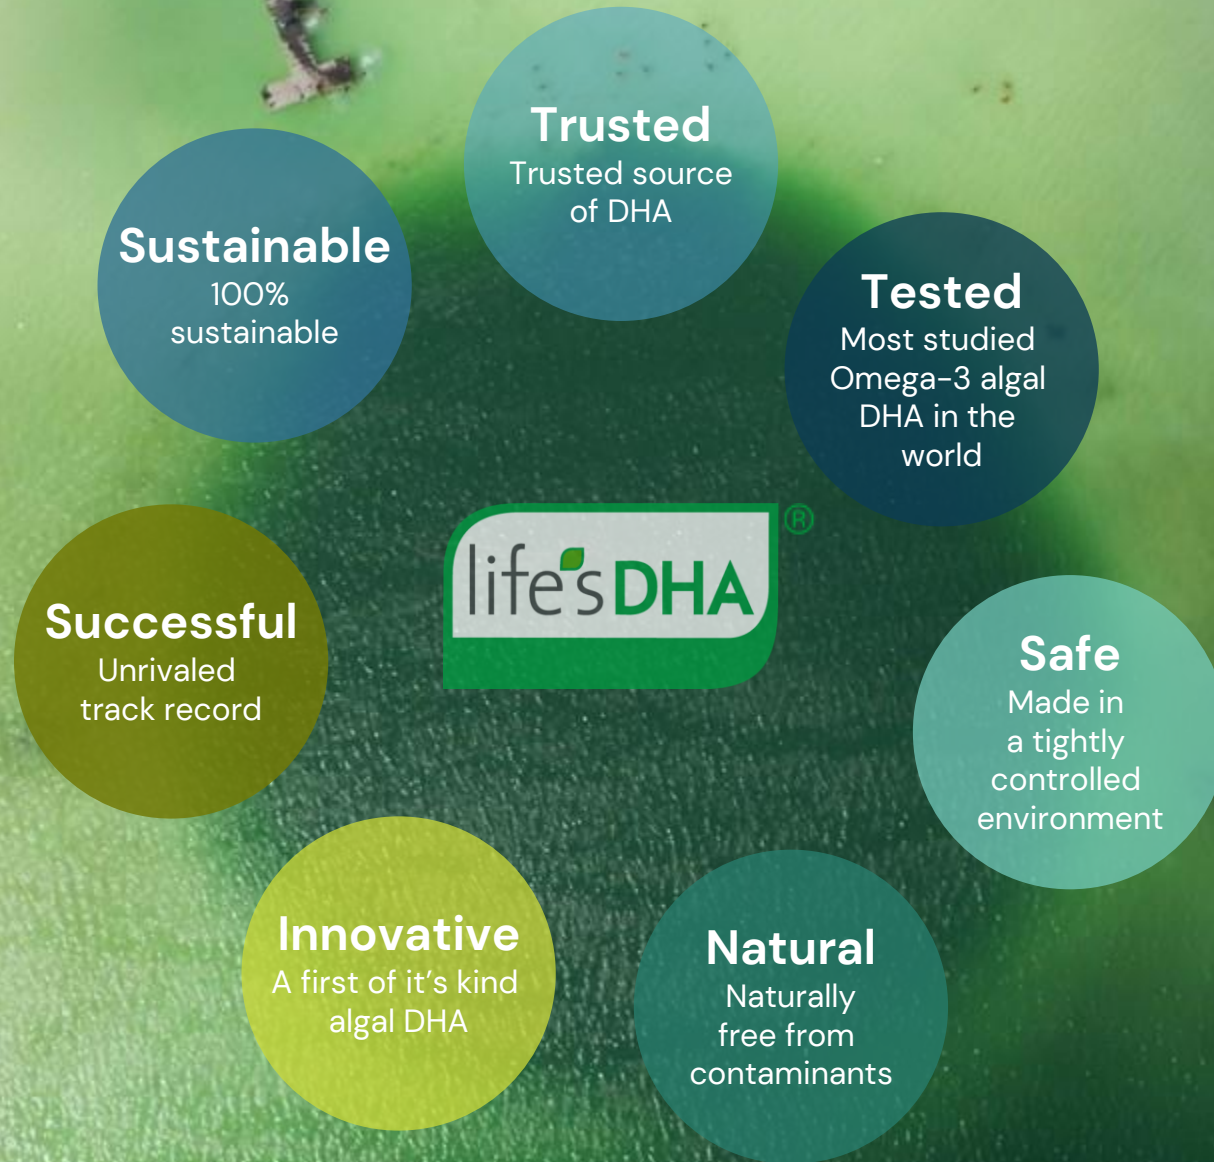 Trusted
Trusted source
of DHA
Sustainable
100%
sustainable
Tested
Most studied
Omega-3 algal
DHA in the
world
life's DHA®
Successful
Unrivaled
track record
Safe
Made in
a tightly
controlled
environment
Innovative
A first of it's kind
algal DHA
Natural
Naturally
free from
contaminants